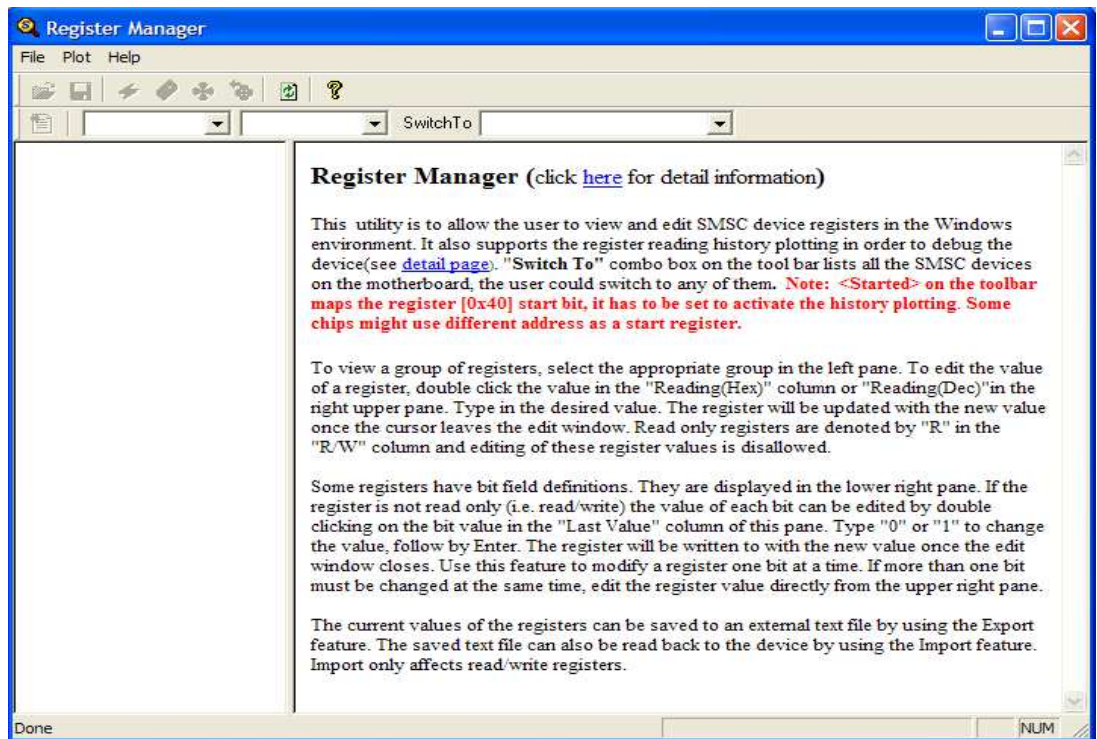 Register Manager
File Plot Help
SwitchTo
Register Manager (click here for detail information)
This utility is to allow the user to view and edit SMSC device registers in the Windows
environment. It also supports the register reading history plotting in order to debug the
device(see detail page). "Switch To" combo box on the tool bar lists all the SMSC devices
on the motherboard, the user could switch to any of them. Note: <Started> on the toolbar
maps the register [0x40] start bit, it has to be set to activate the history plotting. Some
chips might use different address as a start register.
To view a group of registers, select the appropriate group in the left pane. To edit the value
of a register, double click the value in the "Reading(Hex)" column or "Reading(Dec)"in the
right upper pane. Type in the desired value. The register will be updated with the new value
once the cursor leaves the edit window. Read only registers are denoted by "R" in the
"R/W" column and editing of these register values is disallowed.
Some registers have bit field definitions. They are displayed in the lower right pane. If the
register is not read only (i.e. read/write) the value of each bit can be edited by double
clicking on the bit value in the "Last Value" column of this pane. Type "0" or "1" to change
the value, follow by Enter. The register will be written to with the new value once the edit
window closes. Use this feature to modify a register one bit at a time. If more than one bit
must be changed at the same time, edit the register value directly from the upper right pane.
The current values of the registers can be saved to an external text file by using the Export
feature. The saved text file can also be read back to the device by using the Import feature.
Import only affects read/write registers.
Done NUM